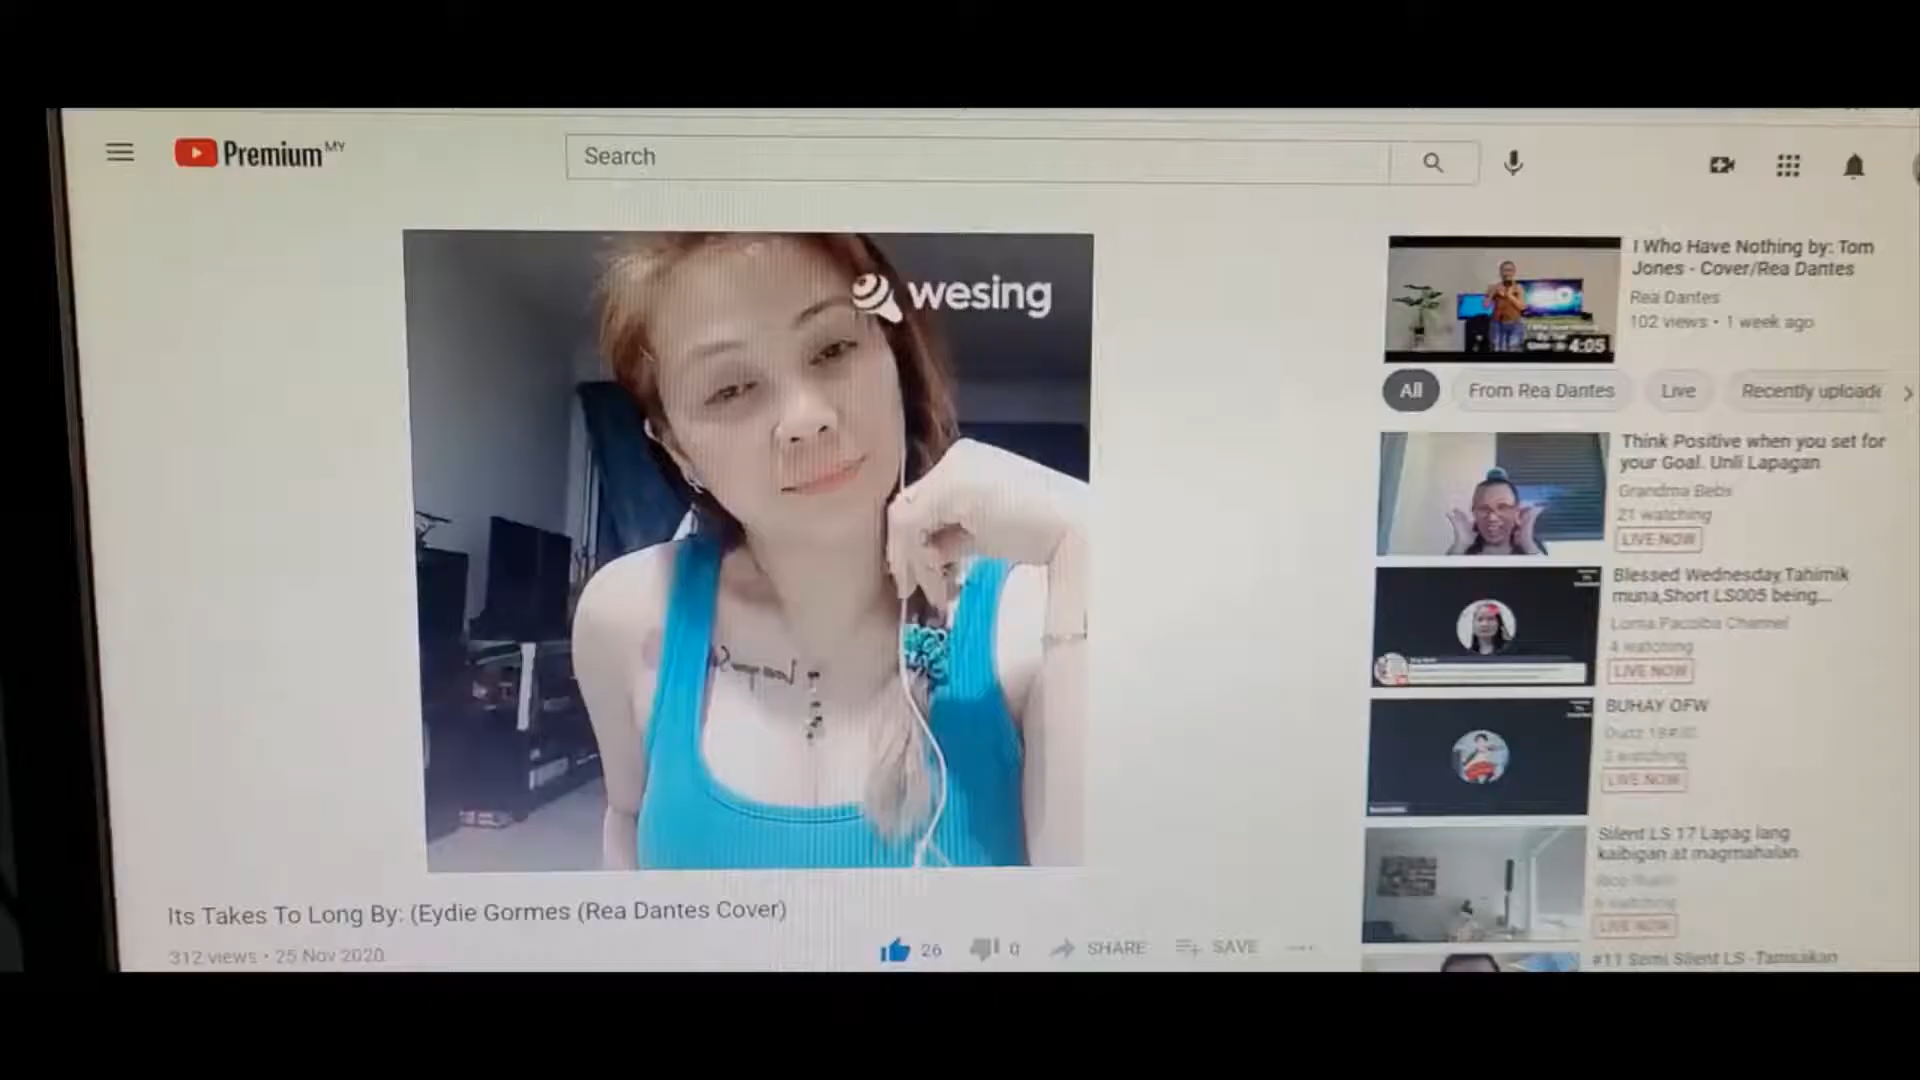 Premium MY
Search
wesing
Its Takes To Long By: (Eydie Gormes (Rea Dantes Cover)
312 views • 25 Nov 2020
26
0
SHARE
SAVE
I Who Have Nothing by: Tom
Jones - Cover/Rea Dantes
Rea Dantes
102 views • 1 week ago
4:05
All
From Rea Dantes
Live
Recently uploade
Think Positive when you set for
your Goal. Unli Lapagan
Grandma Bebs
21 watching
LIVE NOW
Blessed Wednesday,Tahimik
muna,Short LS005 being...
Lorna Pacolba Channel
4 watching
LIVE NOW
BUHAY OFW
3 watching
LIVE NOW
Silent LS 17 Lapag lang
kaibigan at magmahalan
watching
LIVE NOW
#11 Semi Silent LS -Tamsakan